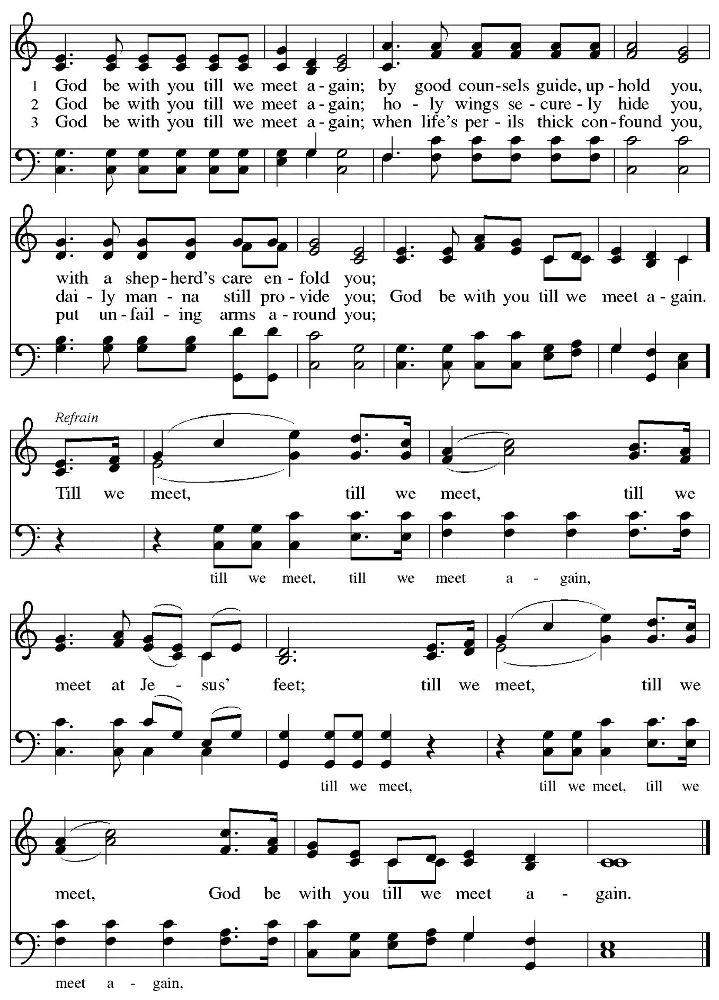 1 God be with you till we meet a - gain; by good coun - sels guide, up - hold you,
2 God be with you till we meet a - gain; ho - ly wings se - cure - ly hide you,
3 God be with you till we meet a - gain; when life's per - ils thick con - found you,
with a shep - herd's care en - fold you;
dai - ly man - na still pro - vide you; God be with you till we meet a - gain.
put un - fail - ing arms a - round you;
Refrain
Till we meet, till we meet, till we
till we meet, till we meet a - gain,
meet at Je - sus' feet; till we meet, till we
till we meet, till we meet, till we
meet, God be with you till we meet a - gain.
meet a - gain,